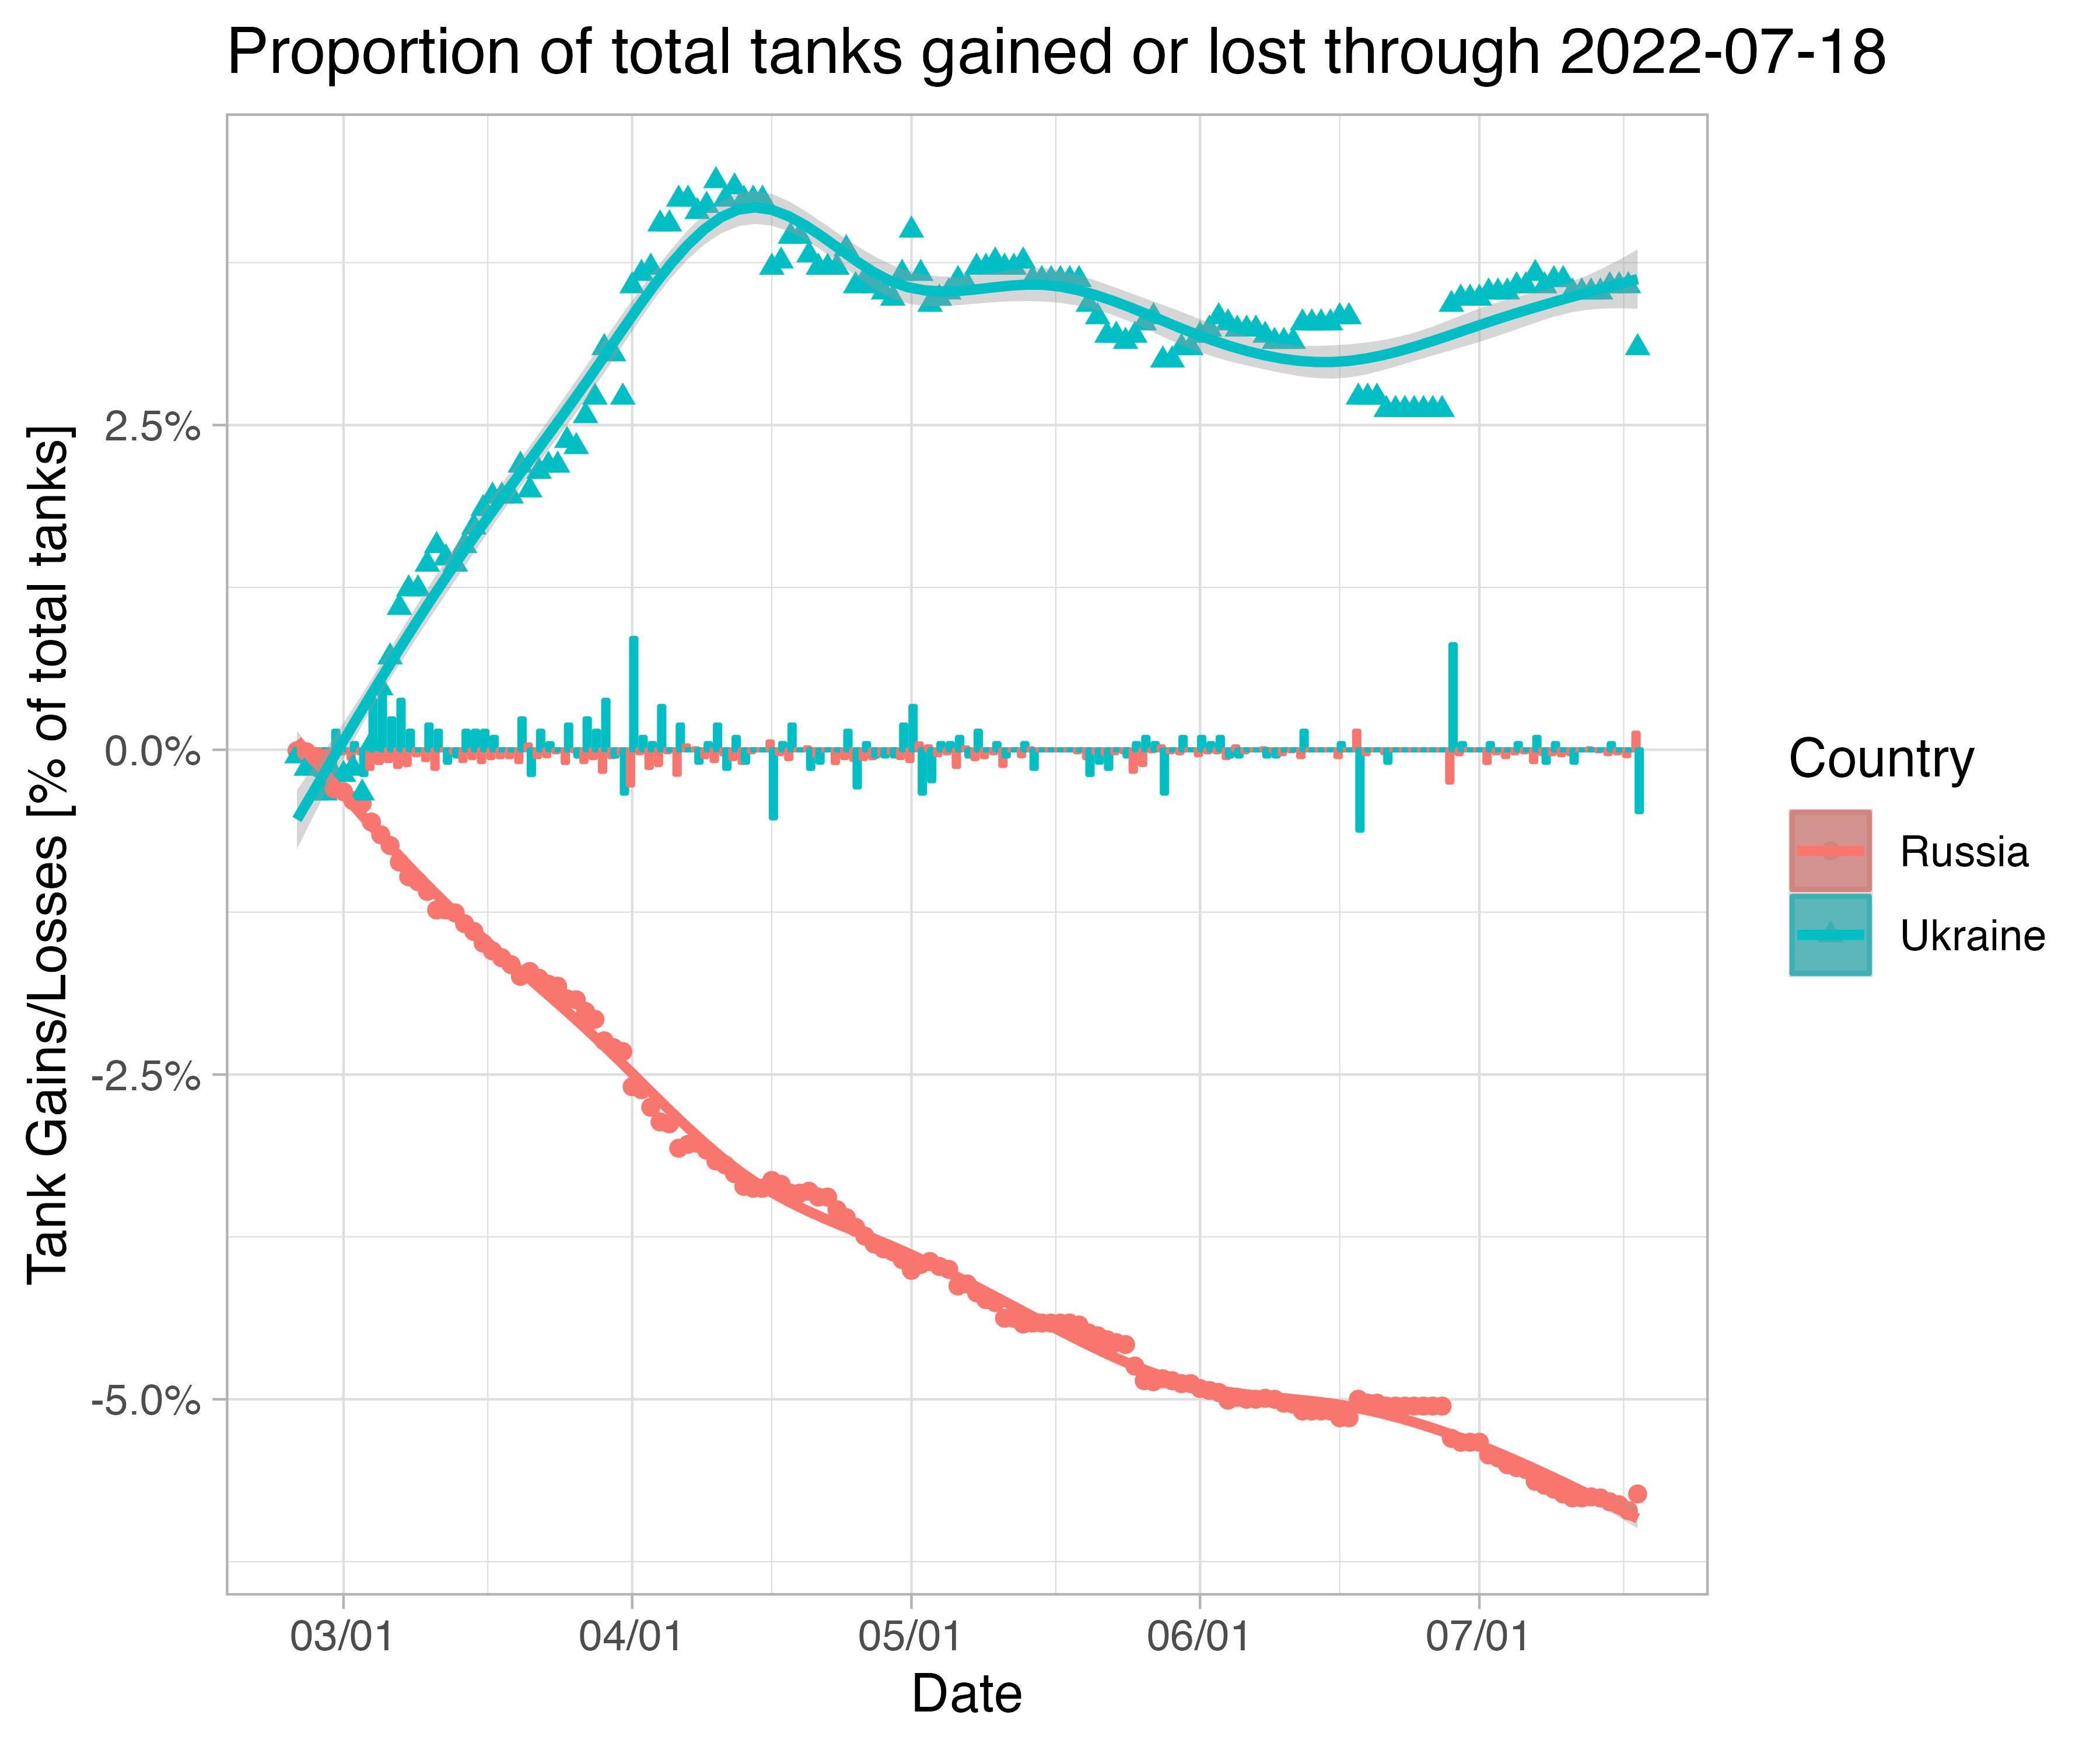 Proportion of total tanks gained or lost through 2022-07-18
Tank Gains/Losses [% of total tanks]
2.5%
0.0%
-2.5%
-5.0%
03/01
04/01
05/01
06/01
07/01
Date
Country
Russia
Ukraine